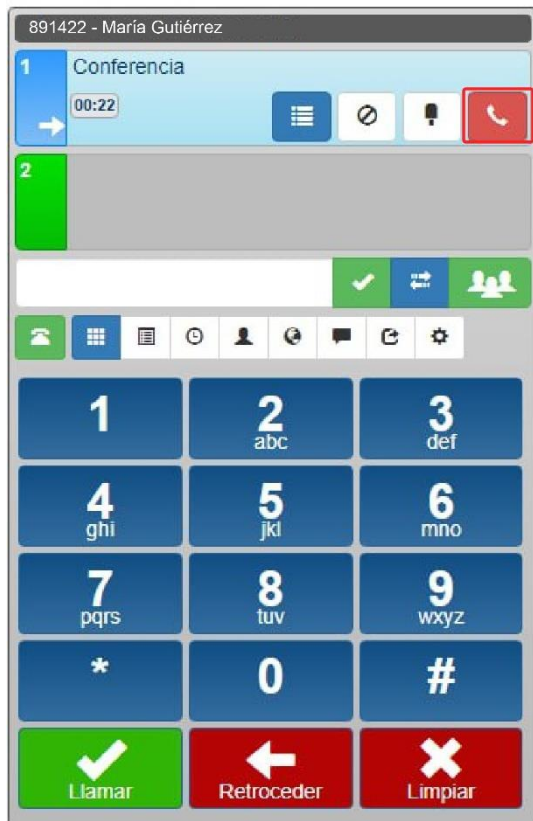 891422 - María Gutiérrez
1 Conferencia
00:22
2
1 2 3
abc def
4 5 6
ghi jkl mno
7 8 9
pqrs tuv wxyz
* 0 #
Llamar Retroceder Limpiar